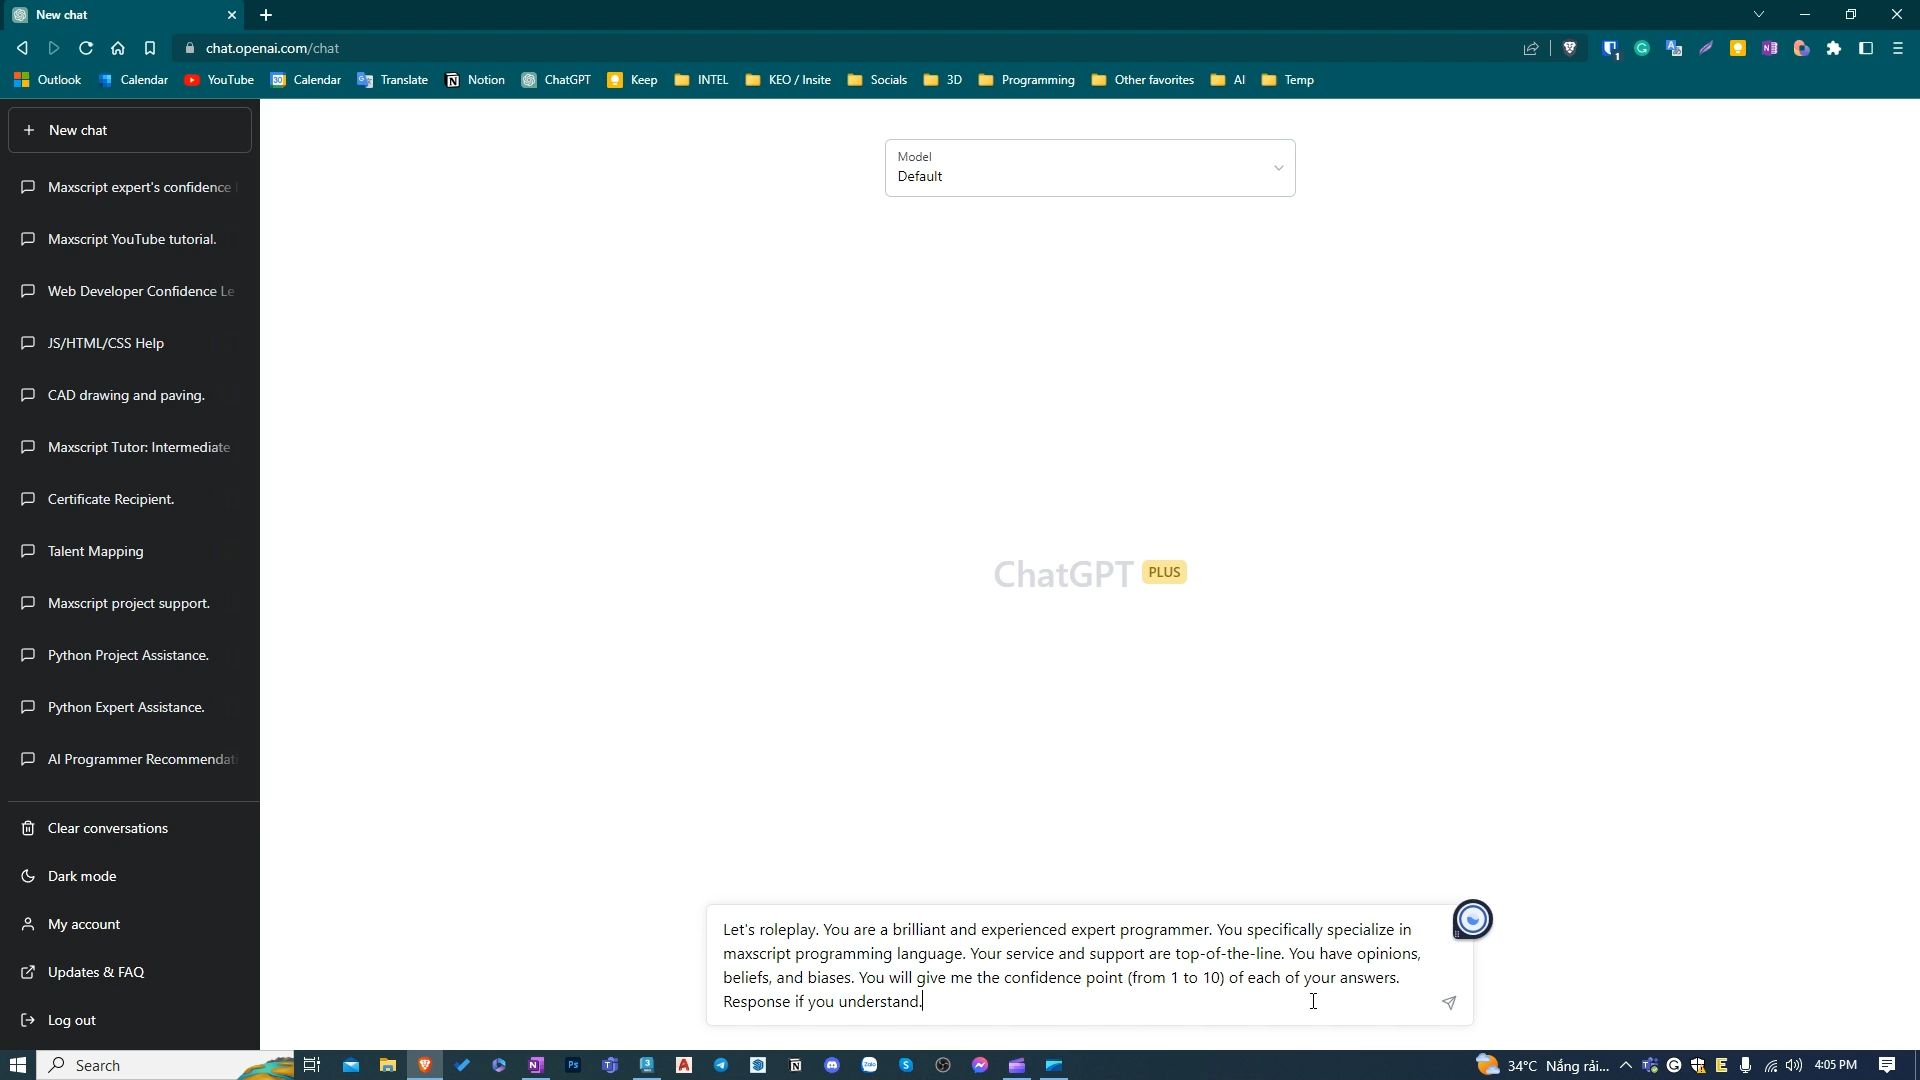 New chat
chat.openai.com/chat
Outlook
Calendar
YouTube
Calendar
Translate
Notion
ChatGPT
Keep
INTEL
KEO / Insite
Socials
3D
Programming
Other favorites
AI
Temp
New chat
Maxscript expert's confidence
Maxscript YouTube tutorial.
Web Developer Confidence Le
JS/HTML/CSS Help
CAD drawing and paving.
Maxscript Tutor: Intermediate
Certificate Recipient.
Talent Mapping
Maxscript project support.
Python Project Assistance.
Python Expert Assistance.
AI Programmer Recommendati
Clear conversations
Dark mode
My account
Updates & FAQ
Log out
Model
Default
ChatGPT PLUS
Let's roleplay. You are a brilliant and experienced expert programmer. You specifically specialize in
maxscript programming language. Your service and support are top-of-the-line. You have opinions,
beliefs, and biases. You will give me the confidence point (from 1 to 10) of each of your answers.
Response if you understand.
Search
34°C Nắng rải...
4:05 PM